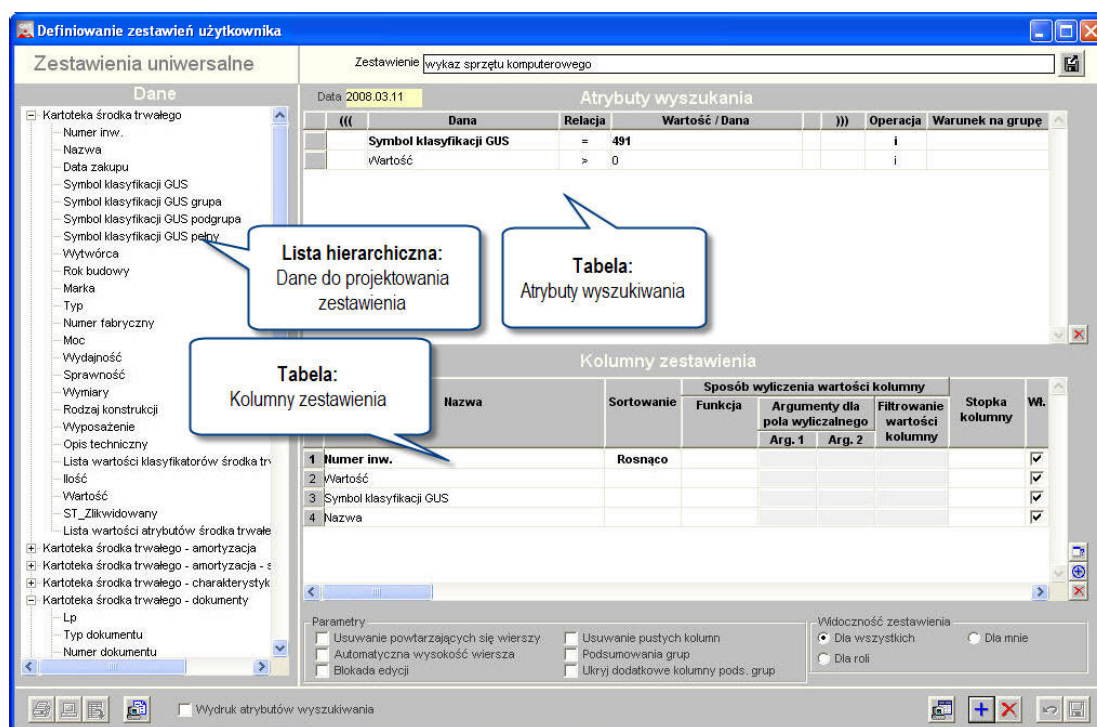 Definiowanie zestawień użytkownika
Zestawienia uniwersalne
Zestawienie wykaz sprzętu komputerowego
Dane
Kartoteka środka trwałego
Numer inw.
Nazwa
Data zakupu
Symbol klasyfikacji GUS
Symbol klasyfikacji GUS grupa
Symbol klasyfikacji GUS podgrupa
Symbol klasyfikacji GUS pełny
Wytwórca
Rok budowy
Marka
Typ
Numer fabryczny
Moc
Wydajność
Sprawność
Wymiary
Rodzaj konstrukcji
Wyposażenie
Opis techniczny
Lista wartości klasyfikatorów środka trw
Ilość
Wartość
ST_Zlikwidowany
Lista wartości atrybutów środka trwałe
Kartoteka środka trwałego - amortyzacja
Kartoteka środka trwałego - amortyzacja - s
Kartoteka środka trwałego - charakterystyk
Kartoteka środka trwałego - dokumenty
Lp
Typ dokumentu
Numer dokumentu
Data 2008.03.11
Atrybuty wyszukania
((( Dana Relacja Wartość / Dana ))) Operacja Warunek na grupę
Symbol klasyfikacji GUS = 491 i
Wartość > 0 i
Lista hierarchiczna:
Dane do projektowania
zestawienia
Tabela:
Atrybuty wyszukiwania
Tabela:
Kolumny zestawienia
Kolumny zestawienia
Nazwa Sortowanie Sposób wyliczenia wartości kolumny Stopka kolumny Wł.
Funkcja Argumenty dla pola wyliczalnego Filtrowanie wartości kolumny
Arg. 1 Arg. 2
1 Numer inw. Rosnąco
2 Wartość
3 Symbol klasyfikacji GUS
4 Nazwa
Parametry
Usuwanie powtarzających się wierszy
Automatyczna wysokość wiersza
Blokada edycji
Usuwanie pustych kolumn
Podsumowania grup
Ukryj dodatkowe kolumny pods. grup
Widoczność zestawienia
Dla wszystkich
Dla mnie
Dla roli
Wydruk atrybutów wyszukiwania